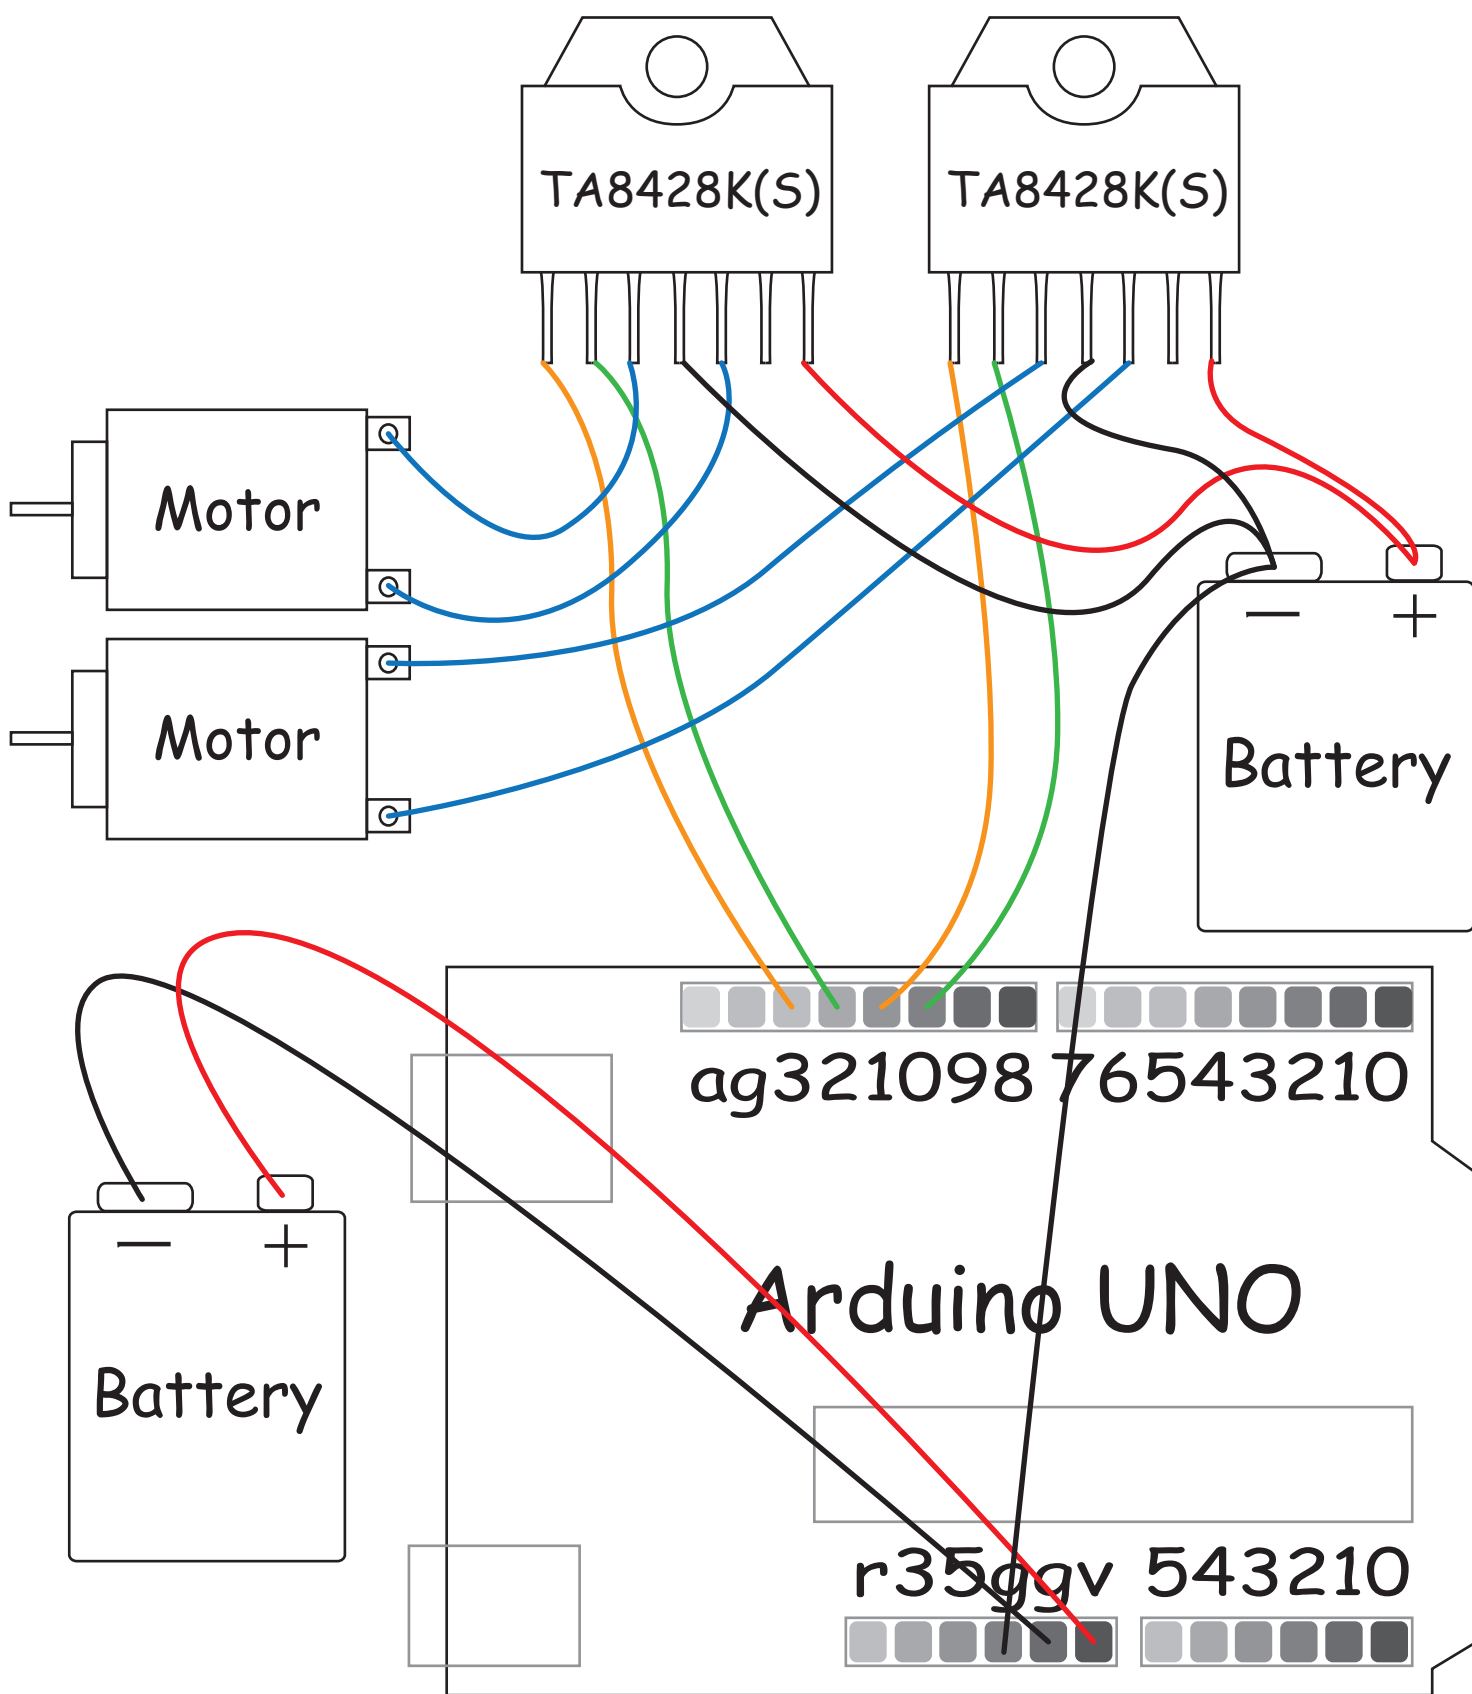 TA8428K(S) TA8428K(S)
Motor
Motor
— +
Battery
ag321098 76543210
— +
Arduino UNO
Battery
r35ggv 543210